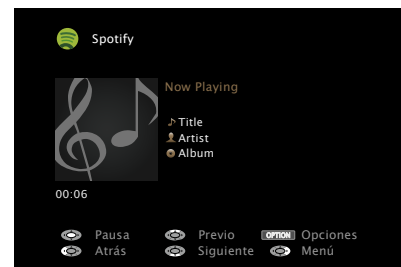 Spotify
Now Playing
Title
Artist
Album
00:06
Pausa Previo OPTION Opciones
Atrás Siguiente Menú